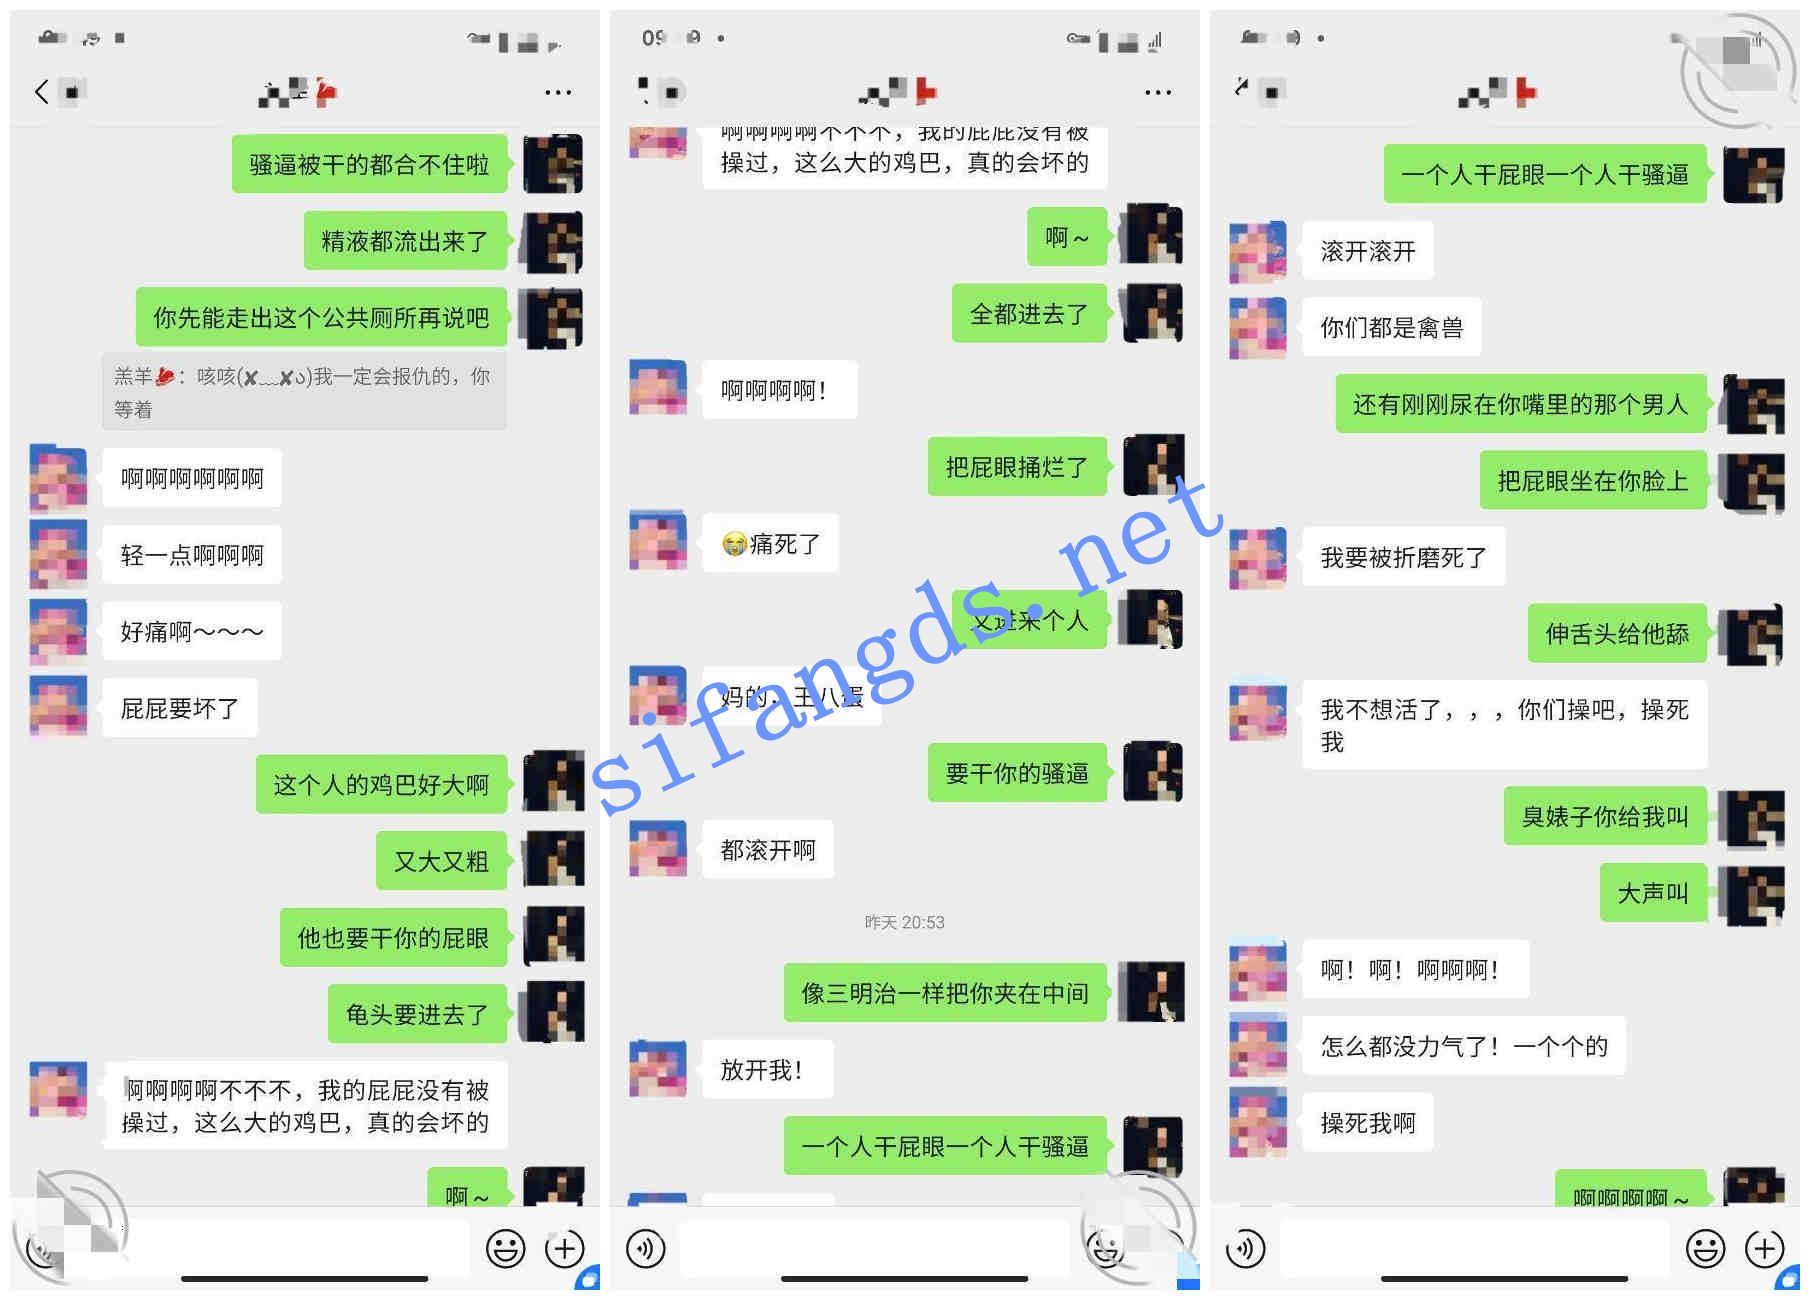 骚逼被干的都合不住啦
精液都流出来了
你先能走出这个公共厕所再说吧
羔羊💋：咳咳(✘﹏✘ა)我一定会报仇的，你
等着
啊啊啊啊啊啊
轻一点啊啊啊
好痛啊～～～
屁屁要坏了
这个人的鸡巴好大啊
又大又粗
他也要干你的屁眼
龟头要进去了
啊啊啊啊不不不，我的屁屁没有被
操过，这么大的鸡巴，真的会坏的
啊～
啊啊啊啊不不不，我的屁屁没有被
操过，这么大的鸡巴，真的会坏的
啊～
全都进去了
啊啊啊啊！
把屁眼捅烂了
😭痛死了
又进来个人
妈的，王八蛋
要干你的骚逼
都滚开啊
昨天 20:53
像三明治一样把你夹在中间
放开我！
一个人干屁眼一个人干骚逼
一个人干屁眼一个人干骚逼
滚开滚开
你们都是禽兽
还有刚刚尿在你嘴里的那个男人
把屁眼坐在你脸上
我要被折磨死了
伸舌头给他舔
我不想活了，，，你们操吧，操死
我
臭婊子你给我叫
大声叫
啊！啊！啊啊啊！
怎么都没力气了！一个个的
操死我啊
啊啊啊啊～
sifangds.net